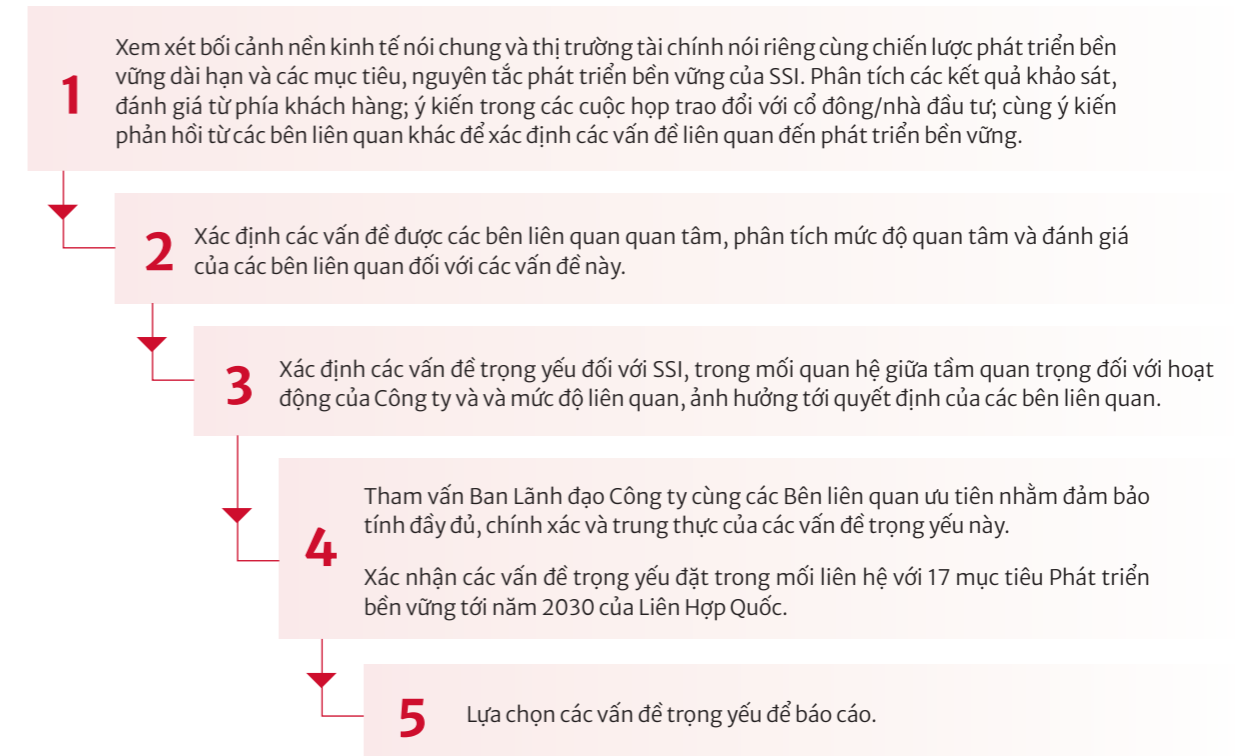 1
Xem xét bối cảnh nền kinh tế nói chung và thị trường tài chính nói riêng cùng chiến lược phát triển bền
vững dài hạn và các mục tiêu, nguyên tắc phát triển bền vững của SSI. Phân tích các kết quả khảo sát,
đánh giá từ phía khách hàng; ý kiến trong các cuộc họp trao đổi với cổ đông/nhà đầu tư; cùng ý kiến
phản hồi từ các bên liên quan khác để xác định các vấn đề liên quan đến phát triển bền vững.
2
Xác định các vấn đề được các bên liên quan quan tâm, phân tích mức độ quan tâm và đánh giá
của các bên liên quan đối với các vấn đề này.
3
Xác định các vấn đề trọng yếu đối với SSI, trong mối quan hệ giữa tầm quan trọng đối với hoạt
động của Công ty và và mức độ liên quan, ảnh hưởng tới quyết định của các bên liên quan.
4
Tham vấn Ban Lãnh đạo Công ty cùng các Bên liên quan ưu tiên nhằm đảm bảo
tính đầy đủ, chính xác và trung thực của các vấn đề trọng yếu này.
Xác nhận các vấn đề trọng yếu đặt trong mối liên hệ với 17 mục tiêu Phát triển
bền vững tới năm 2030 của Liên Hợp Quốc.
5
Lựa chọn các vấn đề trọng yếu để báo cáo.